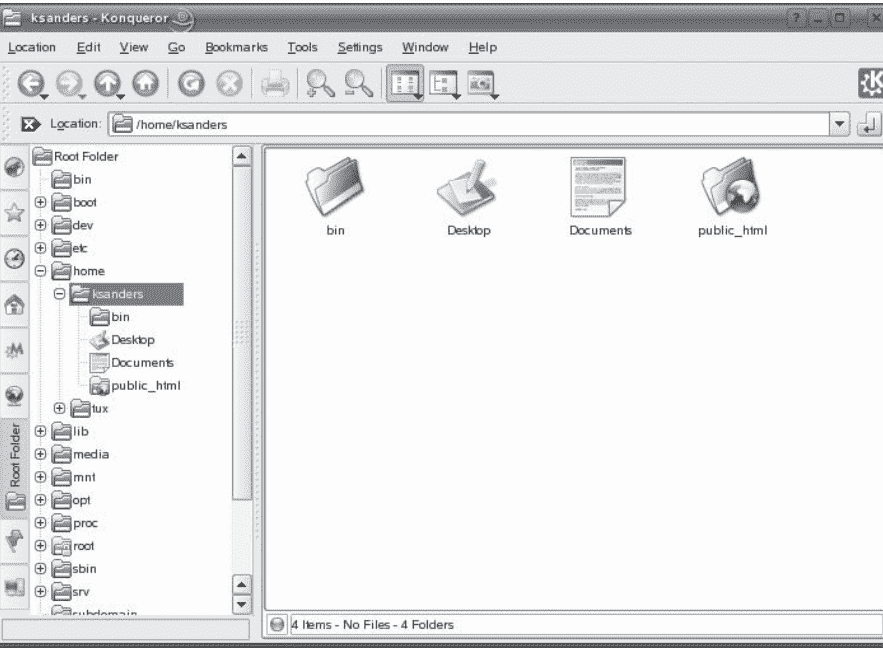 ksanders - Konqueror
Location Edit View Go Bookmarks Tools Settings Window Help
Location: /home/ksanders
Root Folder
bin
boot
dev
etc
home
ksanders
bin
Desktop
Documents
public_html
tux
lib
media
mnt
opt
proc
root
sbin
srv
subdomain
Root Folder
bin
Desktop
Documents
public_html
4 Items - No Files - 4 Folders